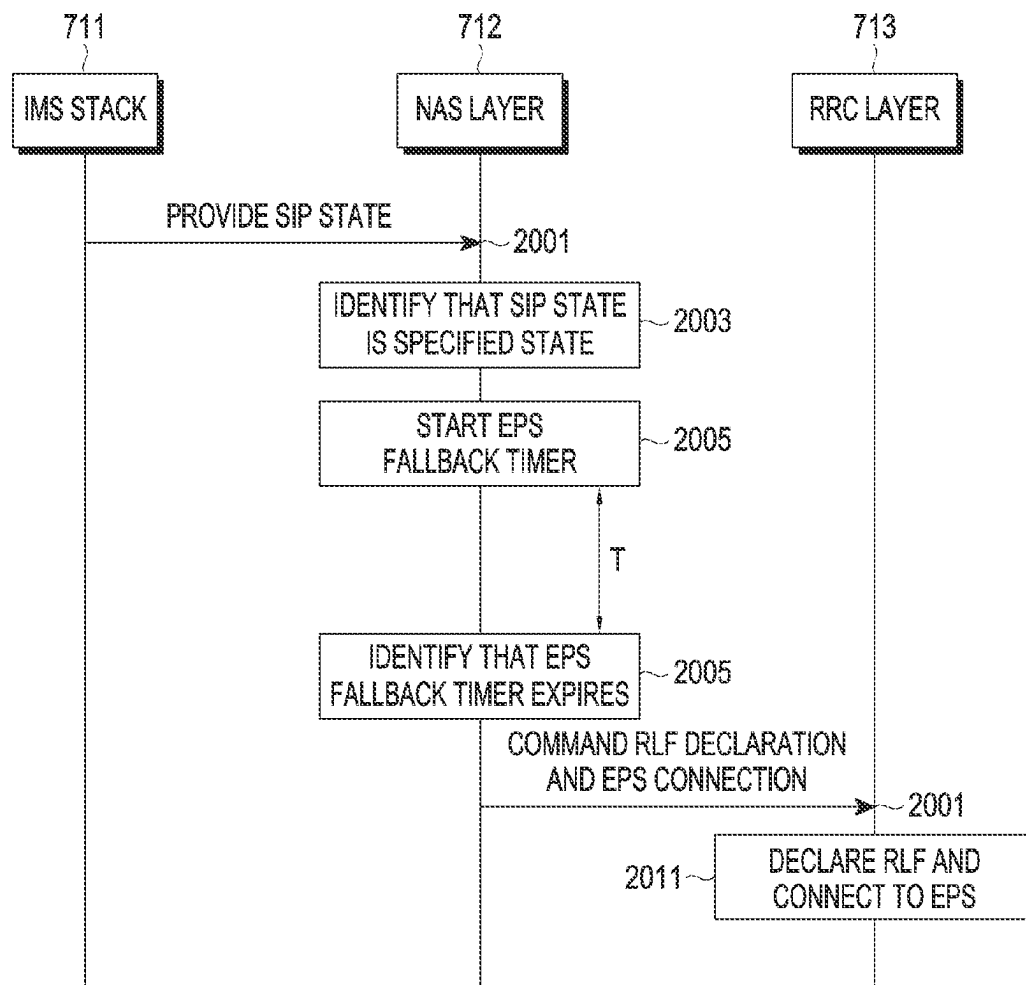 711
712
713
IMS STACK
NAS LAYER
RRC LAYER
PROVIDE SIP STATE
2001
IDENTIFY THAT SIP STATE
IS SPECIFIED STATE
2003
START EPS
FALLBACK TIMER
2005
T
IDENTIFY THAT EPS
FALLBACK TIMER EXPIRES
2005
COMMAND RLF DECLARATION
AND EPS CONNECTION
2001
2011
DECLARE RLF AND
CONNECT TO EPS